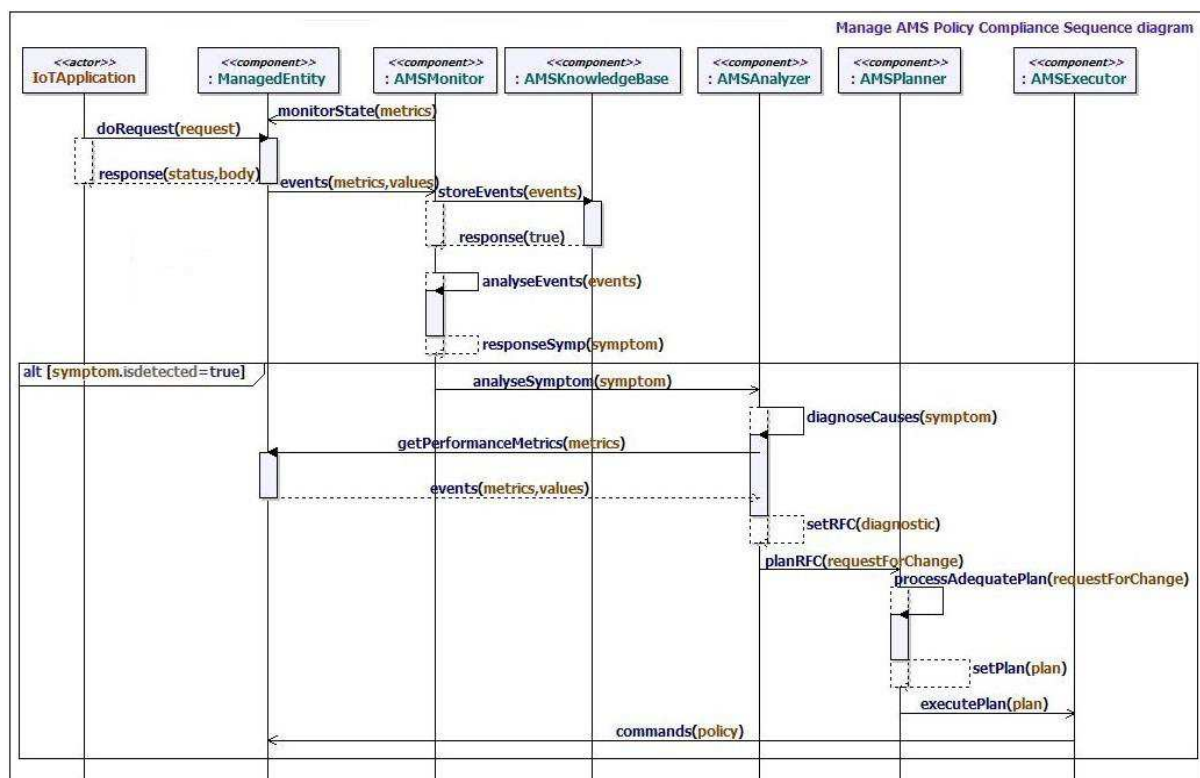 Manage AMS Policy Compliance Sequence diagram
<<actor>> <<component>> <<component>> <<component>> <<component>> <<component>> <<component>>
IoTApplication : ManagedEntity : AMSMonitor : AMSKnowledgeBase : AMSAnalyzer : AMSPlanner : AMSExecutor
monitorState(metrics)
doRequest(request)
response(status,body)
events(metrics,values)
storeEvents(events)
response(true)
analyseEvents(events)
responseSymp(symptom)
alt [symptom.isdetected=true]
analyseSymptom(symptom)
diagnoseCauses(symptom)
getPerformanceMetrics(metrics)
events(metrics,values)
setRFC(diagnostic)
planRFC(requestForChange)
processAdequatePlan(requestForChange)
setPlan(plan)
executePlan(plan)
commands(policy)